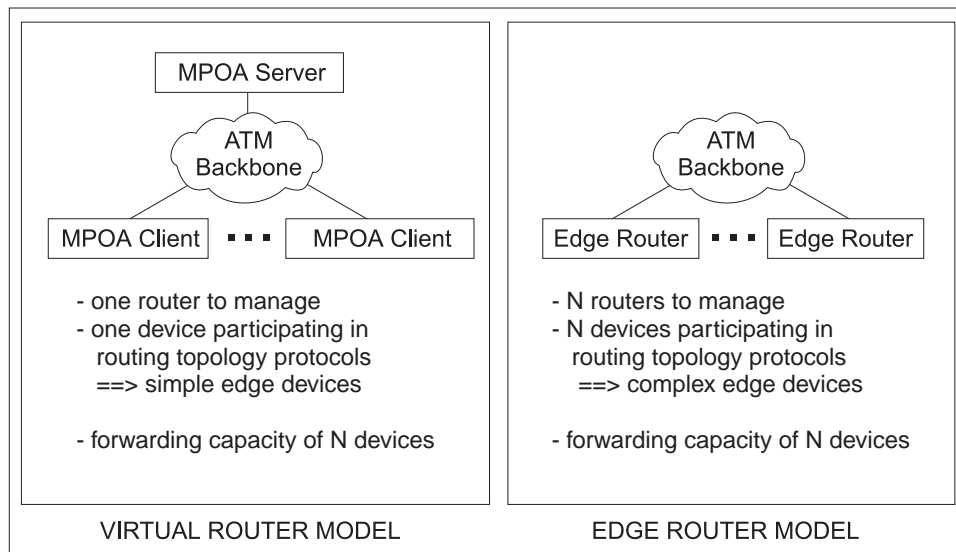 MPOA Server
ATM
Backbone
MPOA Client
MPOA Client
- one router to manage
- one device participating in
routing topology protocols
==> simple edge devices
- forwarding capacity of N devices
VIRTUAL ROUTER MODEL
ATM
Backbone
Edge Router
Edge Router
- N routers to manage
- N devices participating in
routing topology protocols
==> complex edge devices
- forwarding capacity of N devices
EDGE ROUTER MODEL